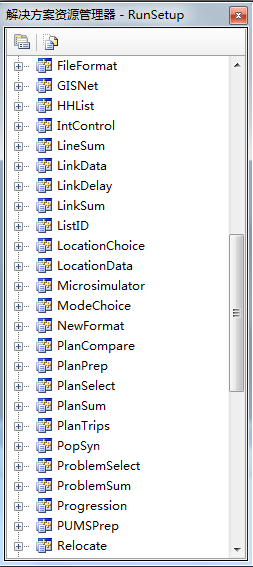 解决方案资源管理器 - RunSetup
FileFormat
GISNet
HHList
IntControl
LineSum
LinkData
LinkDelay
LinkSum
ListID
LocationChoice
LocationData
Microsimulator
ModeChoice
NewFormat
PlanCompare
PlanPrep
PlanSelect
PlanSum
PlanTrips
PopSyn
ProblemSelect
ProblemSum
Progression
PUMSPrep
Relocate